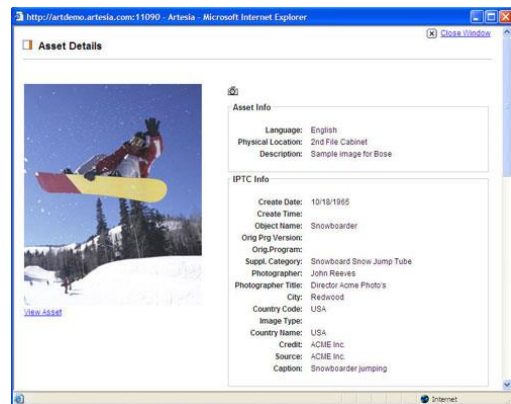 http://artdemo.artesia.com:11090 - Artesia - Microsoft Internet Explorer
Close Window
Asset Details
Asset Info
Language: English
Physical Location: 2nd File Cabinet
Description: Sample image for Bose
IPTC Info
Create Date: 10/18/1965
Create Time:
Object Name: Snowboarder
Orig Prg Version:
Orig.Program:
Suppl. Category: Snowboard Snow Jump Tube
Photographer: John Reeves
Photographer Title: Director Acme Photo's
City: Redwood
Country Code: USA
Image Type:
Country Name: USA
Credit: ACME Inc.
Source: ACME Inc.
Caption: Snowboarder jumping
View Asset
Internet